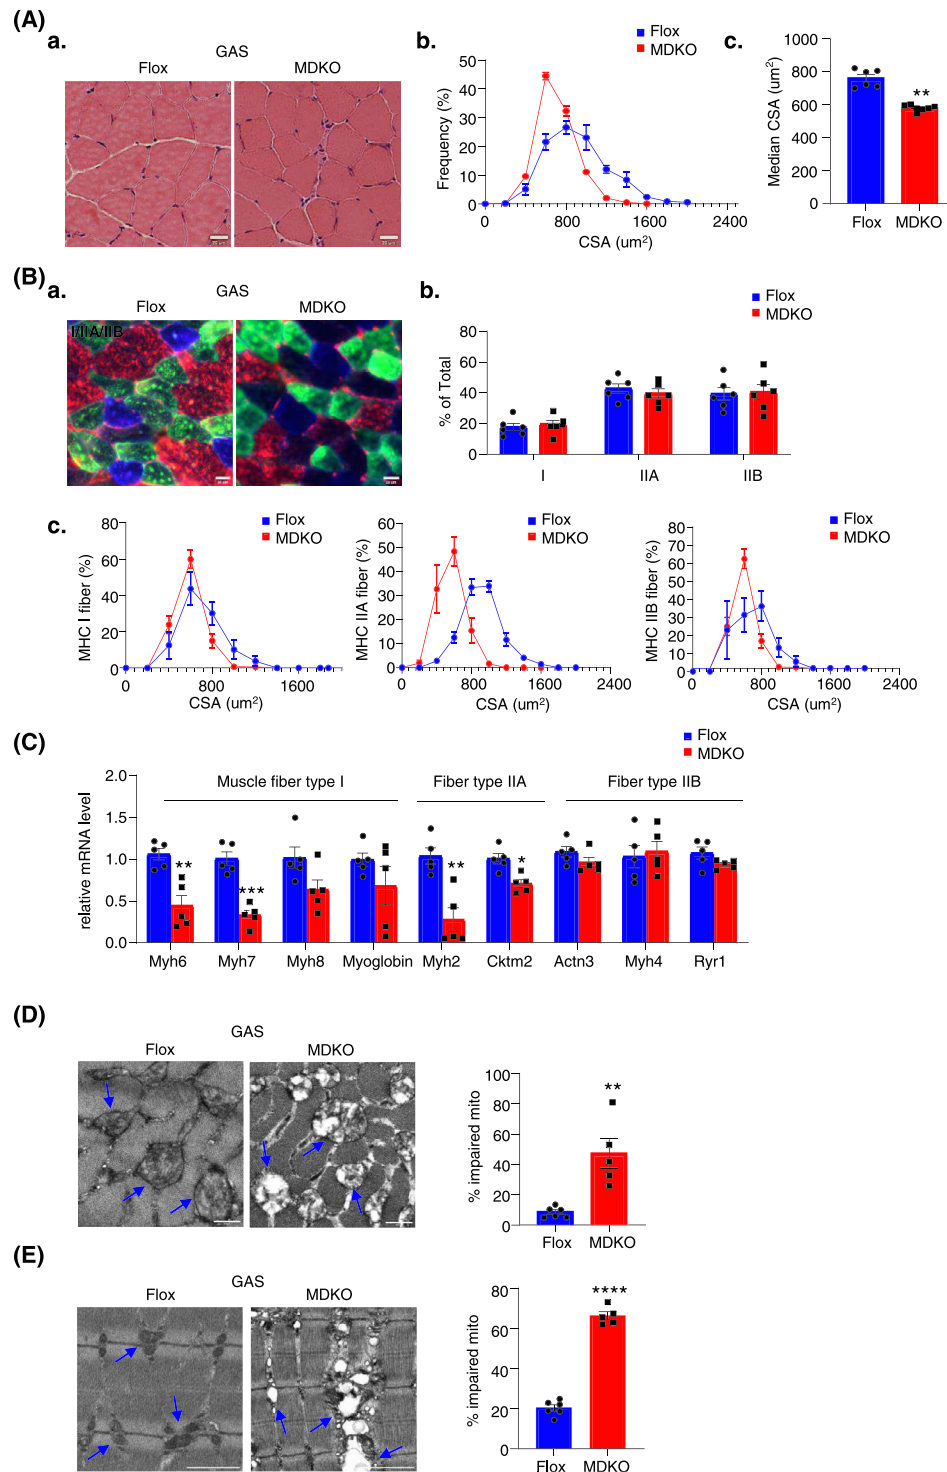 (A)
a.
GAS
Flox
MDKO
20 um
20 um
b.
Flox
MDKO
Frequency (%)
50
40
30
20
10
0
0
800
1600
2400
CSA (um²)
c.
Median CSA (um²)
1000
800
600
400
200
0
**
Flox
MDKO
(B)
a.
GAS
Flox
MDKO
I/IIA/IIB
b.
Flox
MDKO
% of Total
80
60
40
20
0
I
IIA
IIB
c.
Flox
MDKO
MHC I fiber (%)
80
60
40
20
0
0
800
1600
CSA (um²)
Flox
MDKO
MHC IIA fiber (%)
60
50
40
30
20
10
0
0
800
1600
2400
CSA (um²)
Flox
MDKO
MHC IIB fiber (%)
80
70
60
50
40
30
20
10
0
0
800
1600
2400
CSA (um²)
(C)
Flox
MDKO
Muscle fiber type I
Fiber type IIA
Fiber type IIB
relative mRNA level
2.0
1.5
1.0
0.5
0.0
**
***
**
*
Myh6
Myh7
Myh8
Myoglobin
Myh2
Cktm2
Actn3
Myh4
Ryr1
(D)
GAS
Flox
MDKO
% impaired mito
100
80
60
40
20
0
**
Flox
MDKO
(E)
GAS
Flox
MDKO
% impaired mito
80
60
40
20
0
****
Flox
MDKO